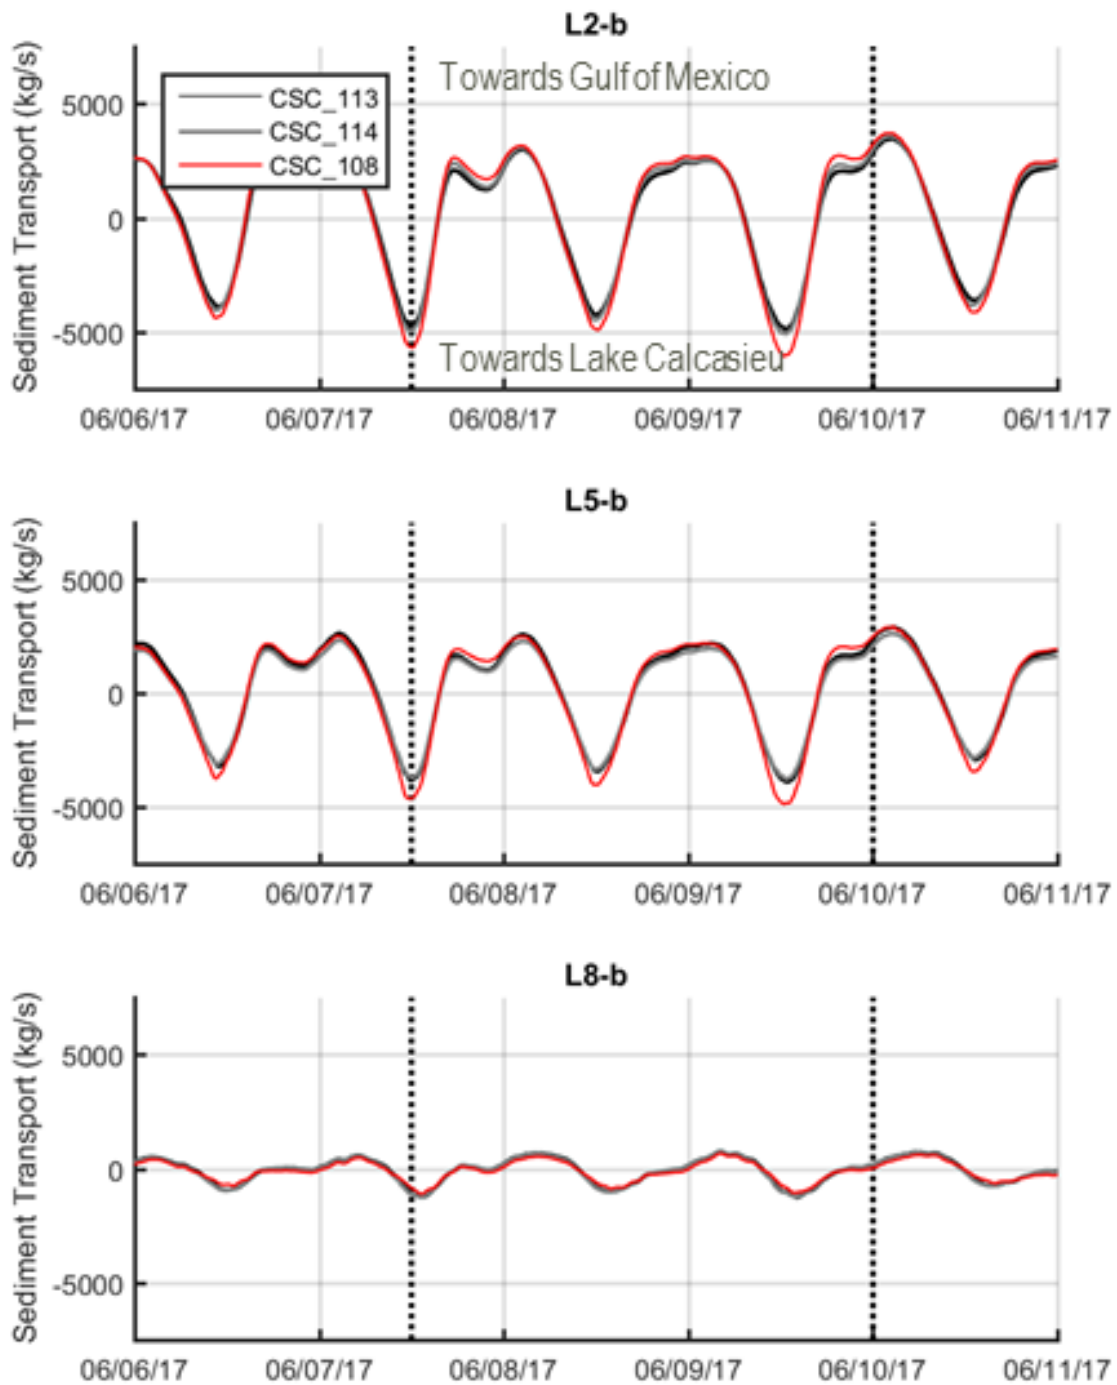 L2-b
Sediment Transport (kg/s)
5000
0
-5000
Towards Gulf of Mexico
CSC_113
CSC_114
CSC_108
Towards Lake Calcasieu
06/06/17 06/07/17 06/08/17 06/09/17 06/10/17 06/11/17
L5-b
Sediment Transport (kg/s)
5000
0
-5000
06/06/17 06/07/17 06/08/17 06/09/17 06/10/17 06/11/17
L8-b
Sediment Transport (kg/s)
5000
0
-5000
06/06/17 06/07/17 06/08/17 06/09/17 06/10/17 06/11/17